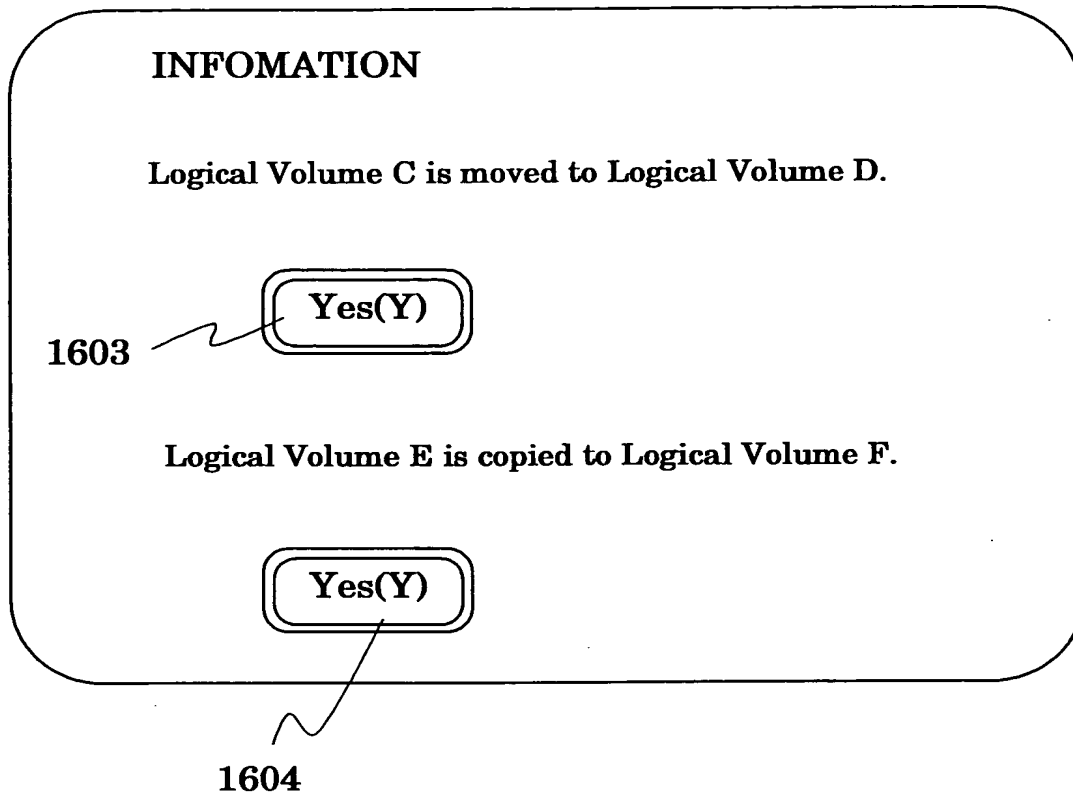 INFOMATION
Logical Volume C is moved to Logical Volume D.
Yes(Y)
1603
Logical Volume E is copied to Logical Volume F.
Yes(Y)
1604